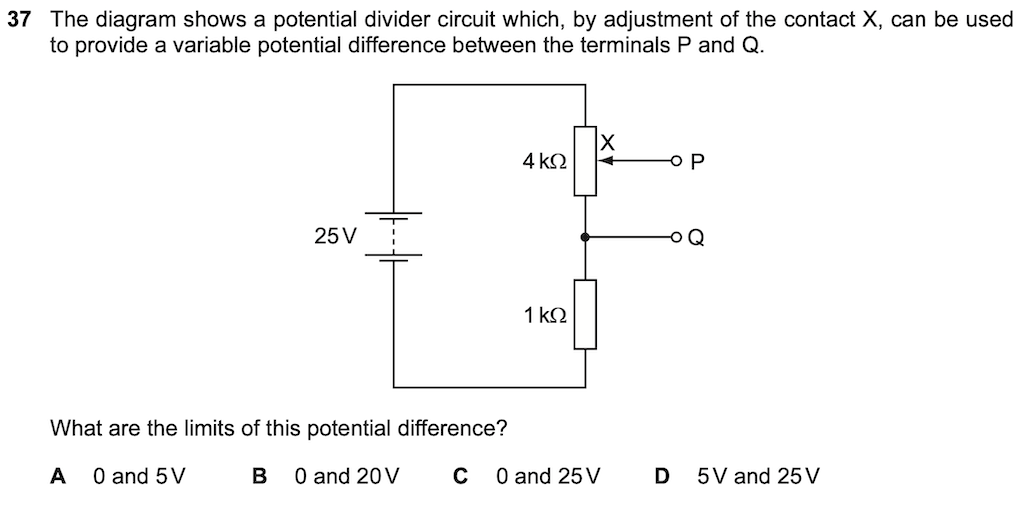 37 The diagram shows a potential divider circuit which, by adjustment of the contact X, can be used
to provide a variable potential difference between the terminals P and Q.
X
4 kΩ
P
25 V
Q
1 kΩ
What are the limits of this potential difference?
A 0 and 5 V B 0 and 20 V C 0 and 25 V D 5 V and 25 V